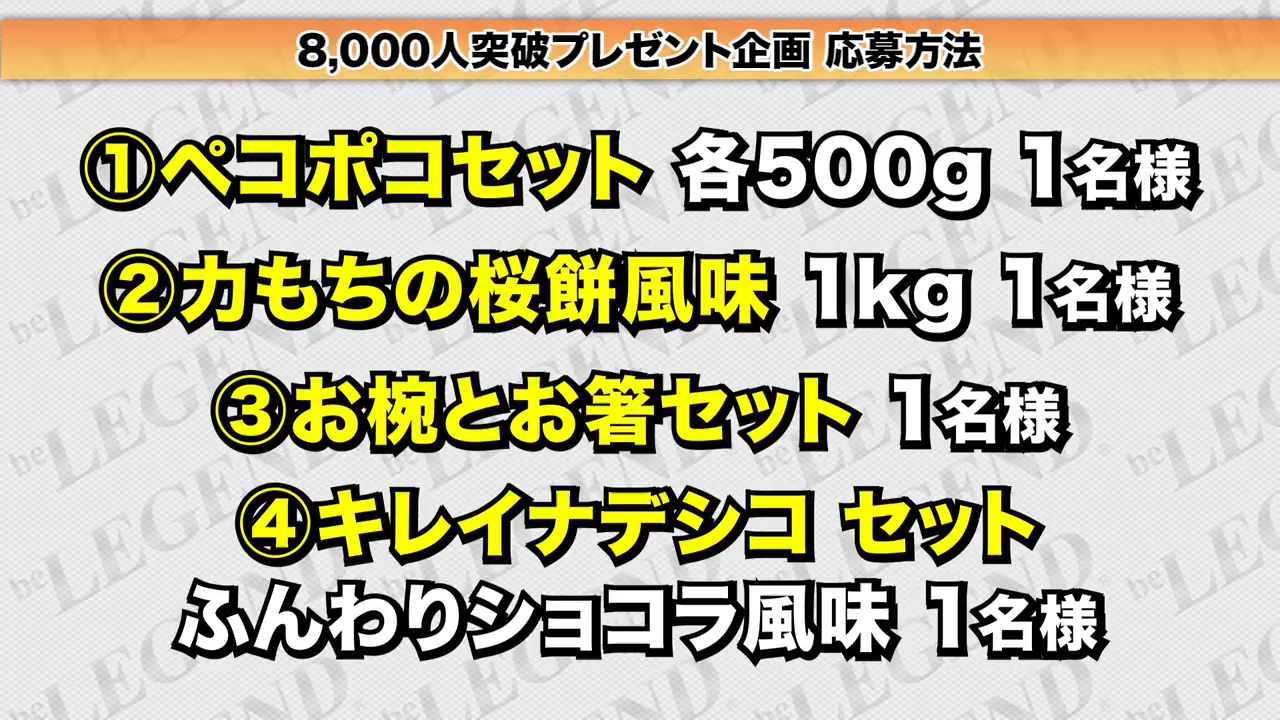 8,000人突破プレゼント企画 応募方法
①ペコポコセット 各500g 1名様
②力もちの桜餅風味 1kg 1名様
③お椀とお箸セット 1名様
④キレイナデシコ セット
ふんわりショコラ風味 1名様
be LEGEND